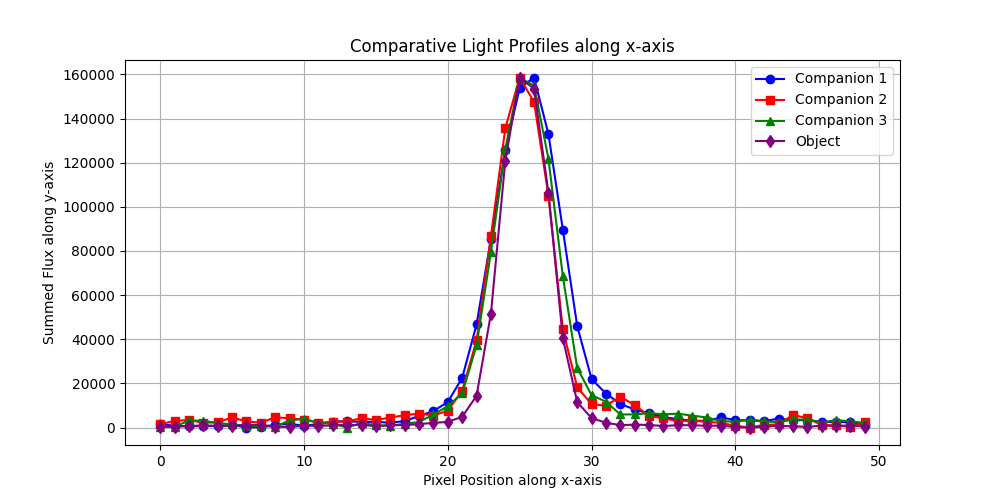 Comparative Light Profiles along x-axis
160000
140000
120000
100000
80000
60000
40000
20000
0
Summed Flux along y-axis
Companion 1
Companion 2
Companion 3
Object
0 10 20 30 40 50
Pixel Position along x-axis